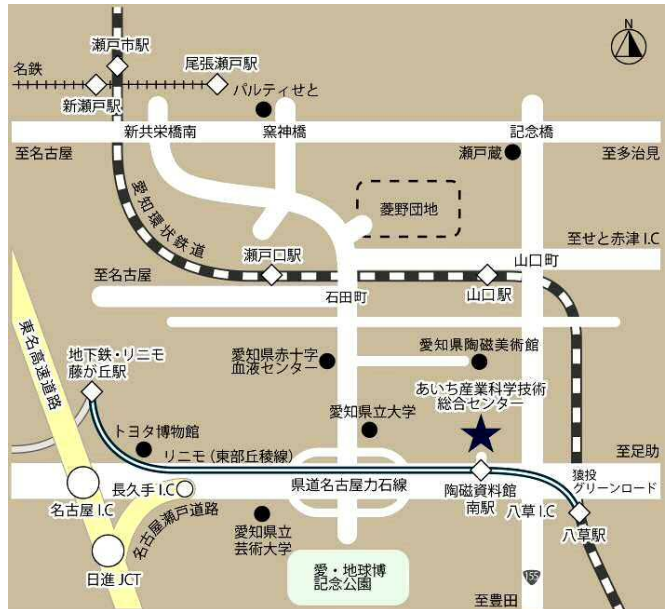 N
瀬戸市駅
名鉄
尾張瀬戸駅
新瀬戸駅
パルティせと
新共栄橋南
窯神橋
記念橋
至名古屋
瀬戸蔵
至多治見
愛知環状鉄道
菱野団地
至せと赤津I.C
瀬戸口駅
山口町
至名古屋
石田町
山口駅
東名高速道路
地下鉄・リニモ
藤が丘駅
愛知県赤十字
血液センター
愛知県陶磁美術館
あいち産業科学技術
総合センター
トヨタ博物館
愛知県立大学
至足助
リニモ（東部丘稜線）
猿投
グリーンロード
長久手I.C
県道名古屋力石線
陶磁資料館
南駅
名古屋I.C
八草I.C
八草駅
名古屋瀬戸道路
愛知県立
芸術大学
日進JCT
愛・地球博
記念公園
155
至豊田